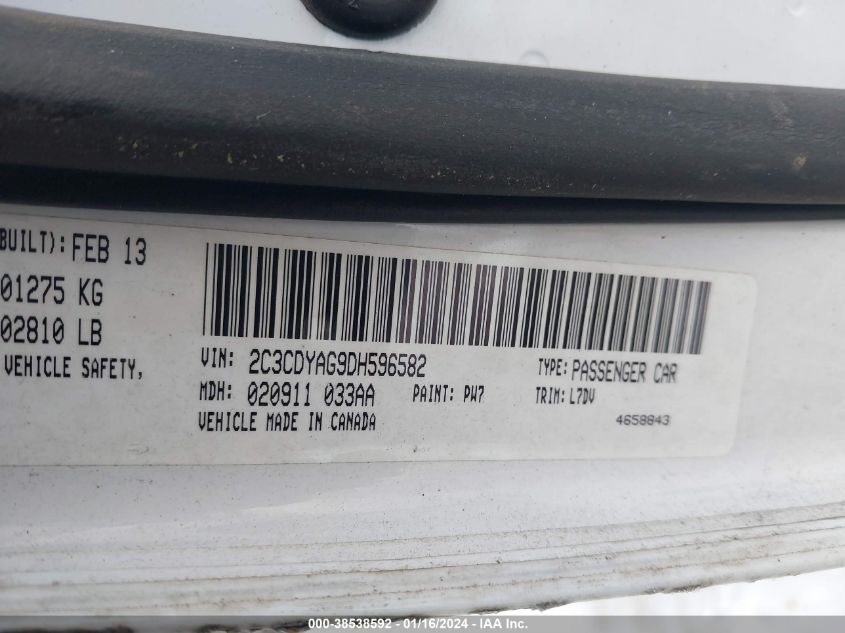 BUILT): FEB 13
01275 KG
02810 LB
VEHICLE SAFETY,
VIN: 2C3CDYAG9DH596582 TYPE: PASSENGER CAR
MDH: 020911 033AA PAINT: PW7 TRIM: L7DV
VEHICLE MADE IN CANADA 4658843
000-38538592 - 01/16/2024 - IAA Inc.